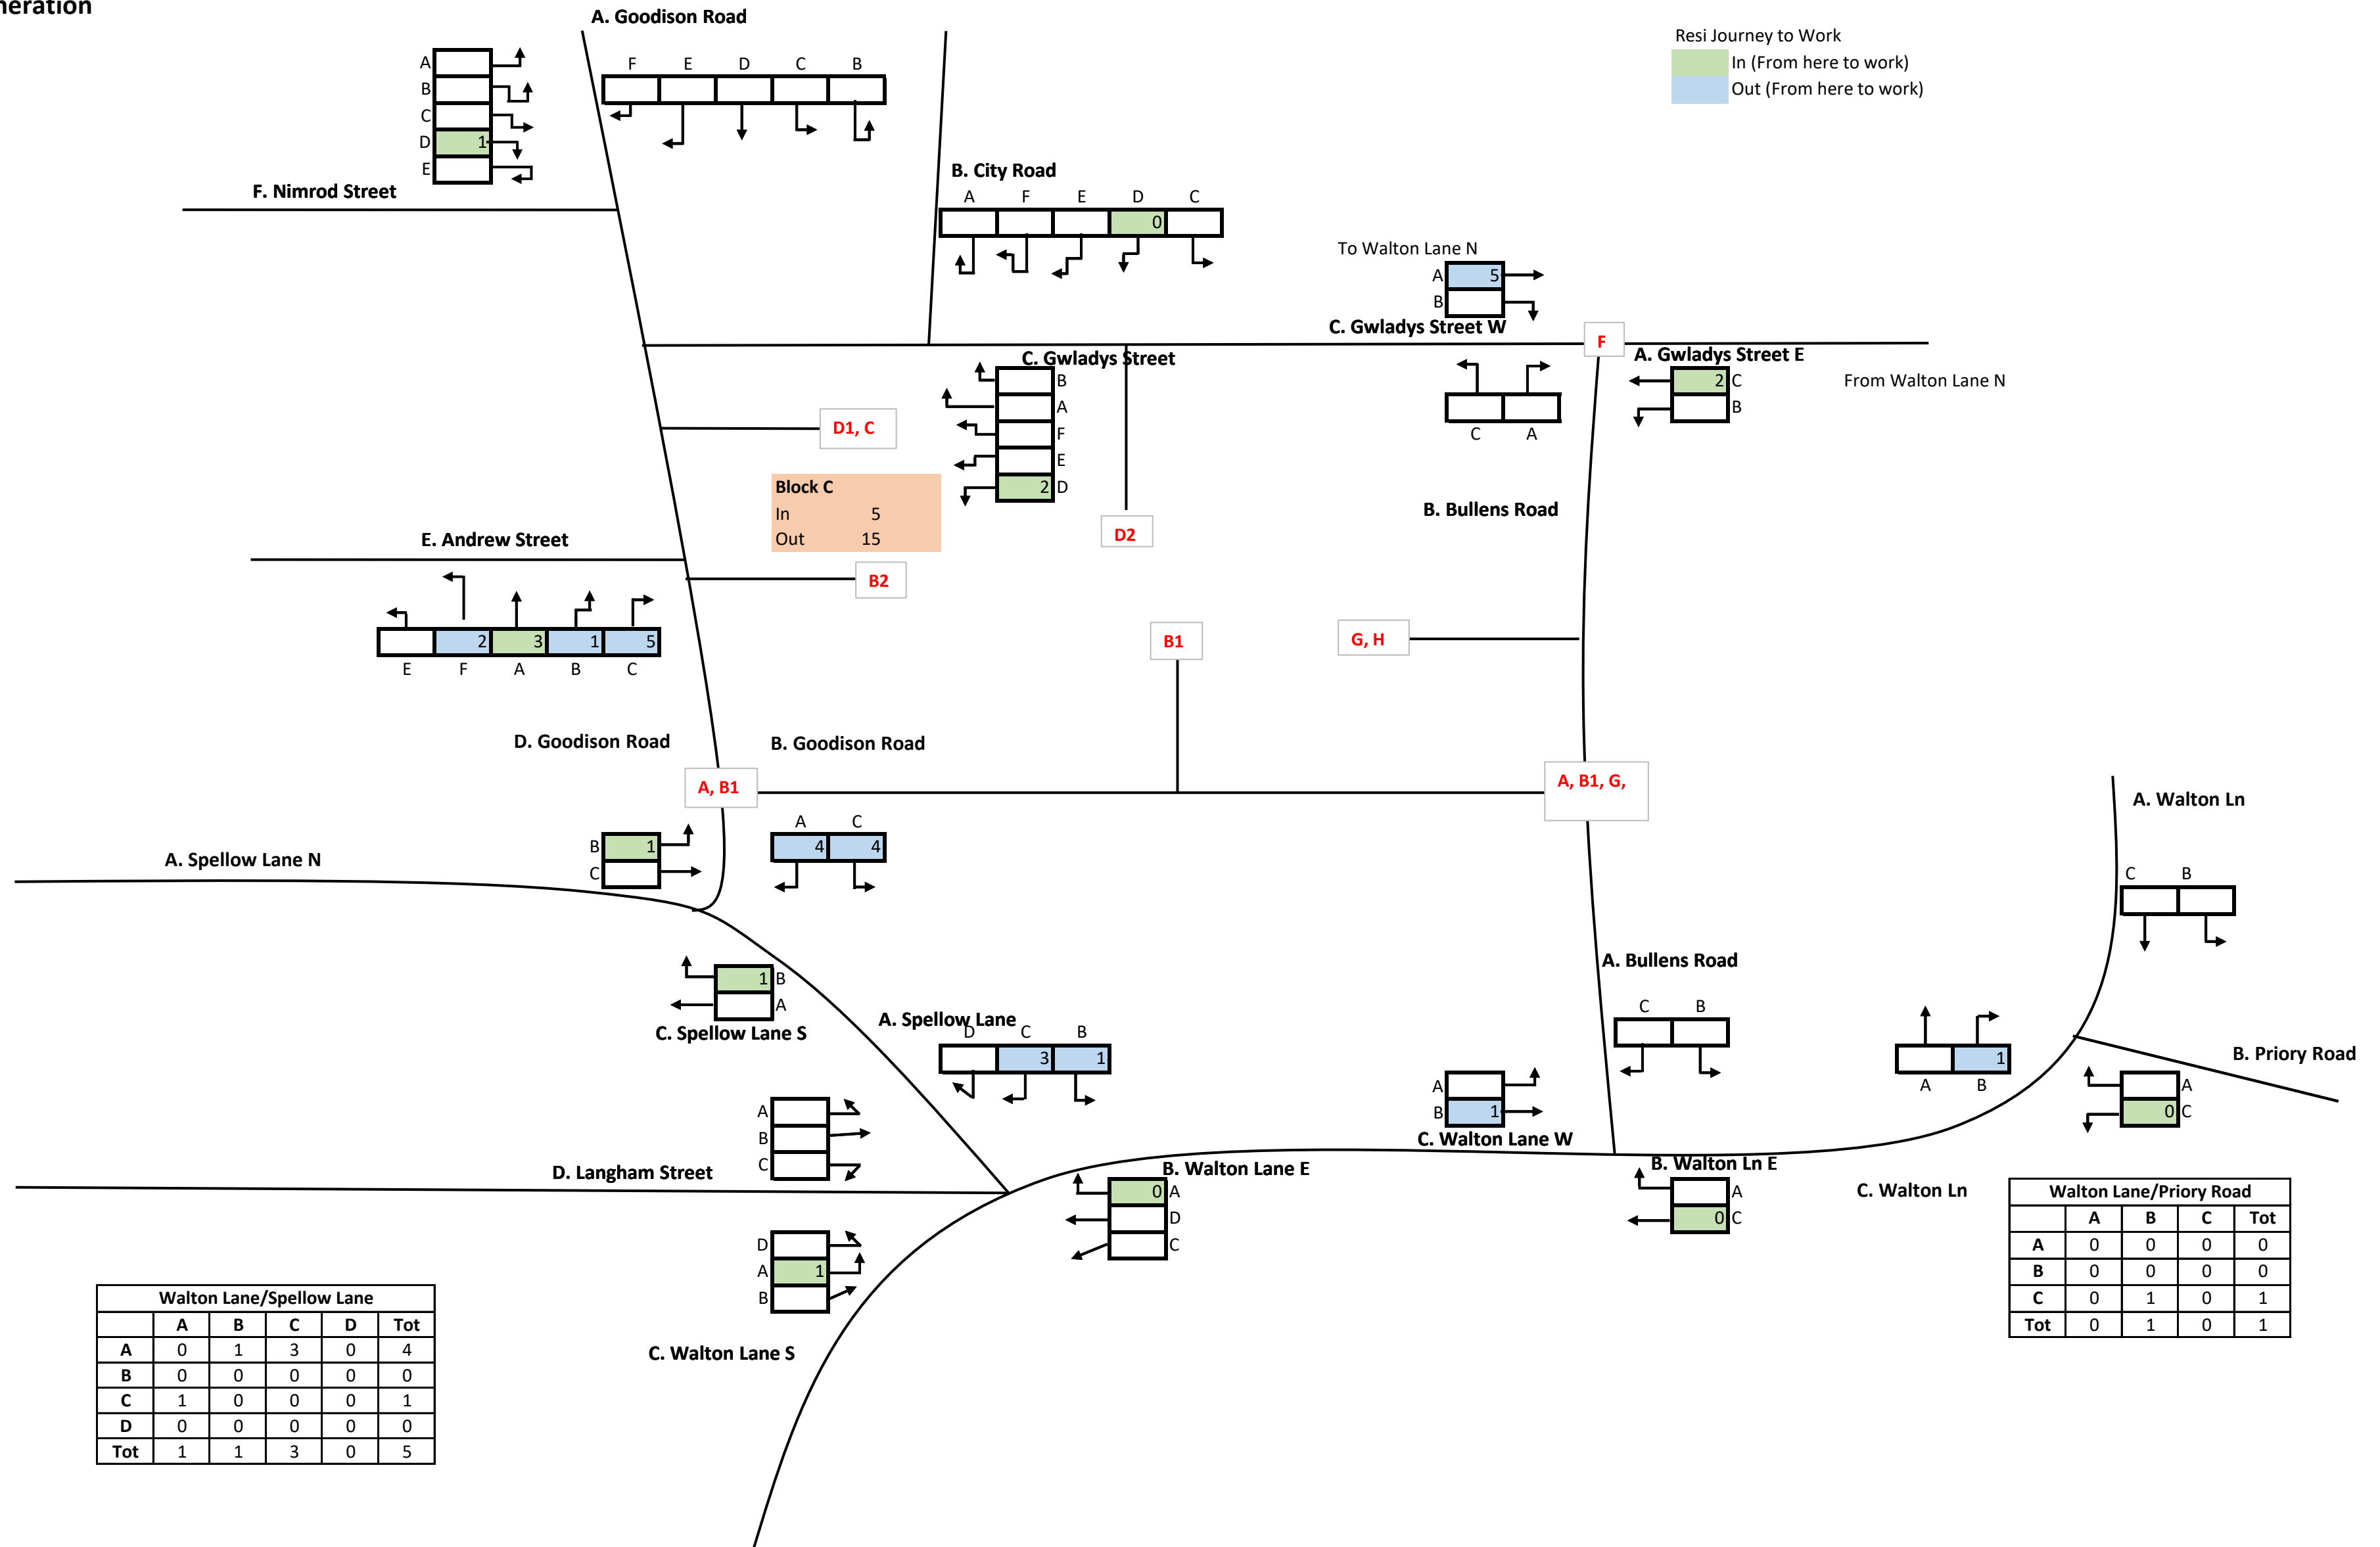 neration
A. Goodison Road
Resi Journey to Work
In (From here to work)
Out (From here to work)
A
B
C
D 1
E
F E D C B
F. Nimrod Street
B. City Road
A F E D C
0
To Walton Lane N
A 5
B
C. Gwladys Street W
F
A. Gwladys Street E
2 C
B
From Walton Lane N
C. Gwladys Street
B
A
F
E
2 D
C A
D1, C
Block C
In 5
Out 15
D2
B. Bullens Road
E. Andrew Street
B2
2 3 1 5
E F A B C
B1
G, H
D. Goodison Road
B. Goodison Road
A, B1
A, B1, G,
A. Walton Ln
A C
4 4
B 1
C
A. Spellow Lane N
C B
1 B
A
C. Spellow Lane S
A. Spellow Lane
D C B
3 1
A. Bullens Road
C B
1
A B
B. Priory Road
A
0 C
A
B 1
C. Walton Lane W
A
B
C
D. Langham Street
B. Walton Lane E
0 A
D
C
B. Walton Ln E
A
0 C
C. Walton Ln
Walton Lane/Priory Road
A B C Tot
A 0 0 0 0
B 0 0 0 0
C 0 1 0 1
Tot 0 1 0 1
D
A 1
B
C. Walton Lane S
Walton Lane/Spellow Lane
A B C D Tot
A 0 1 3 0 4
B 0 0 0 0 0
C 1 0 0 0 1
D 0 0 0 0 0
Tot 1 1 3 0 5